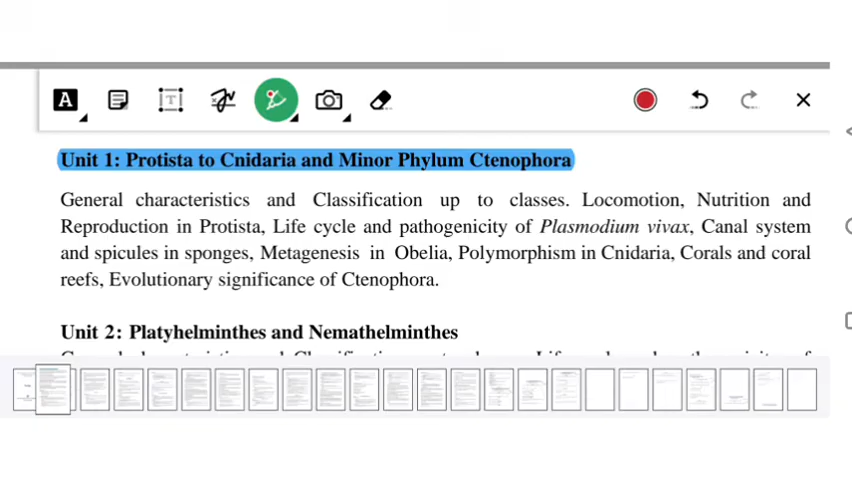 Unit 1: Protista to Cnidaria and Minor Phylum Ctenophora
General characteristics and Classification up to classes. Locomotion, Nutrition and
Reproduction in Protista, Life cycle and pathogenicity of Plasmodium vivax, Canal system
and spicules in sponges, Metagenesis in Obelia, Polymorphism in Cnidaria, Corals and coral
reefs, Evolutionary significance of Ctenophora.
Unit 2: Platyhelminthes and Nemathelminthes